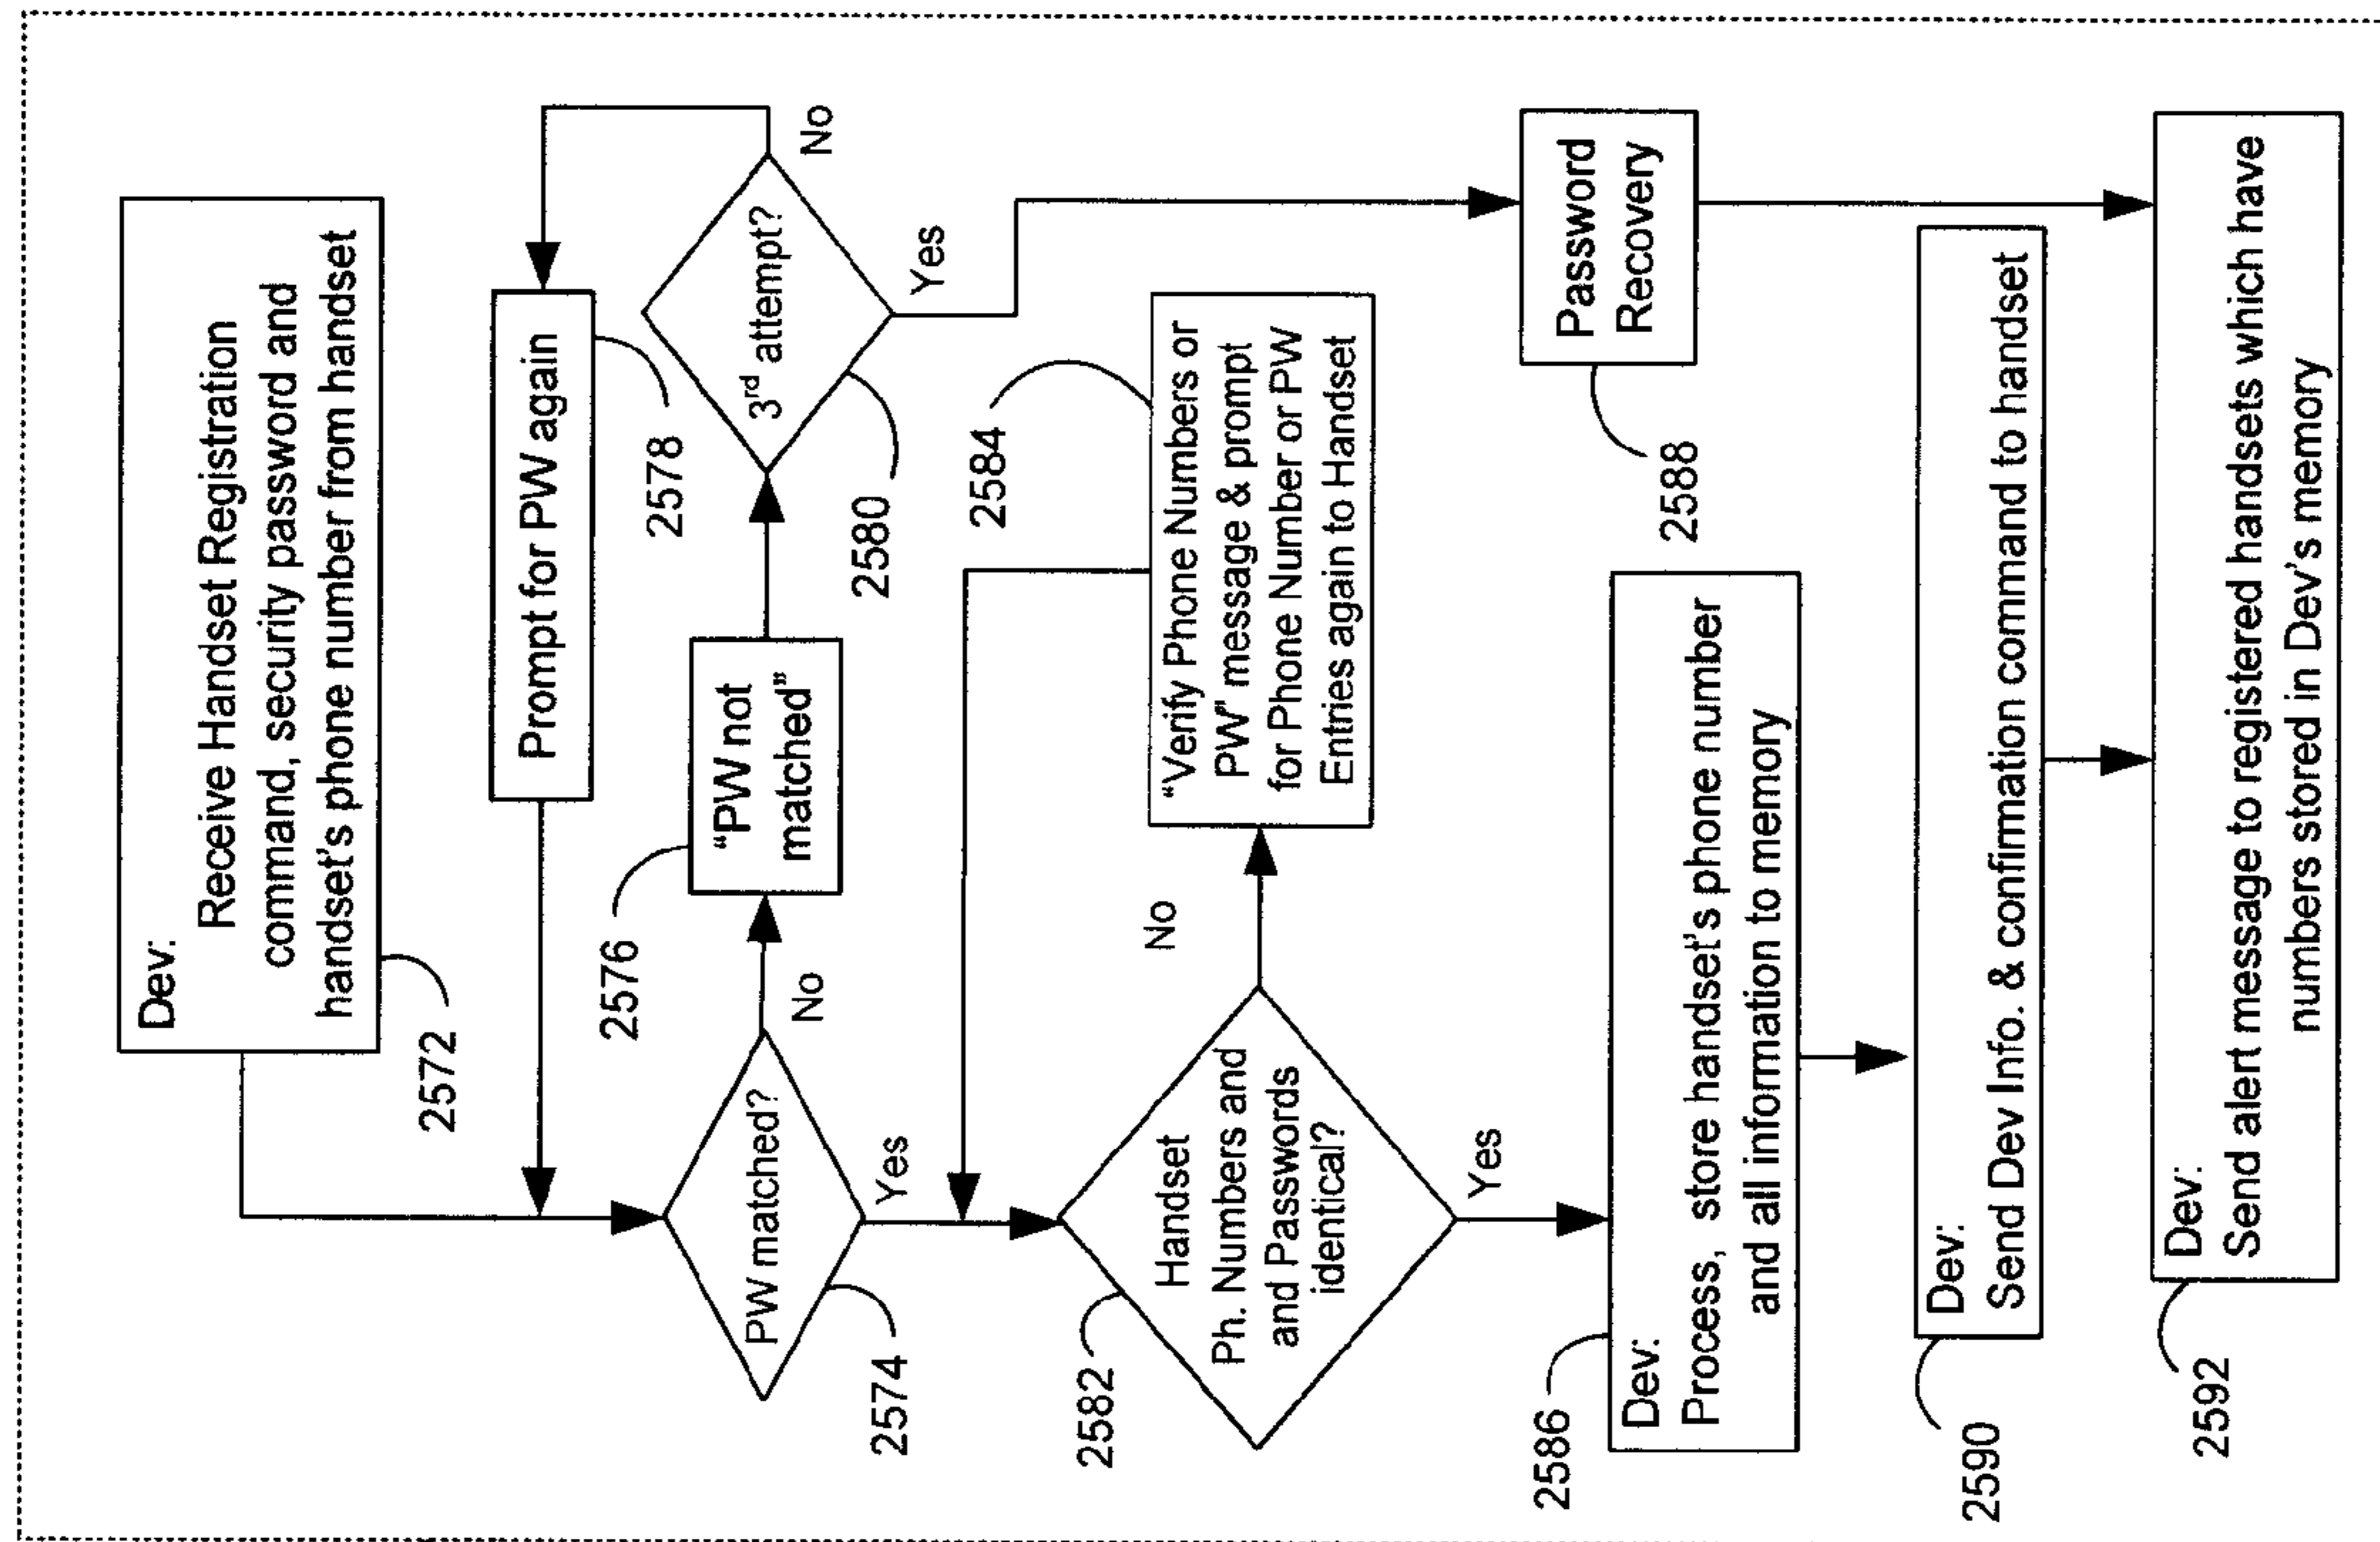 Dev:
Receive Handset Registration
command, security password and
handset's phone number from handset
2572
Prompt for PW again
2578
PW matched?
2574
No
Yes
"PW not
matched"
2576
3rd attempt?
2580
No
Yes
Handset
Ph. Numbers and
and Passwords
identical?
2582
No
Yes
"Verify Phone Numbers or
PW" message & prompt
for Phone Number or PW
Entries again to Handset
2584
Password
Recovery
2588
Dev:
Process, store handset's phone number
and all information to memory
2586
Dev:
Send Dev Info. & confirmation command to handset
2590
Dev:
Send alert message to registered handsets which have
numbers stored in Dev's memory
2592